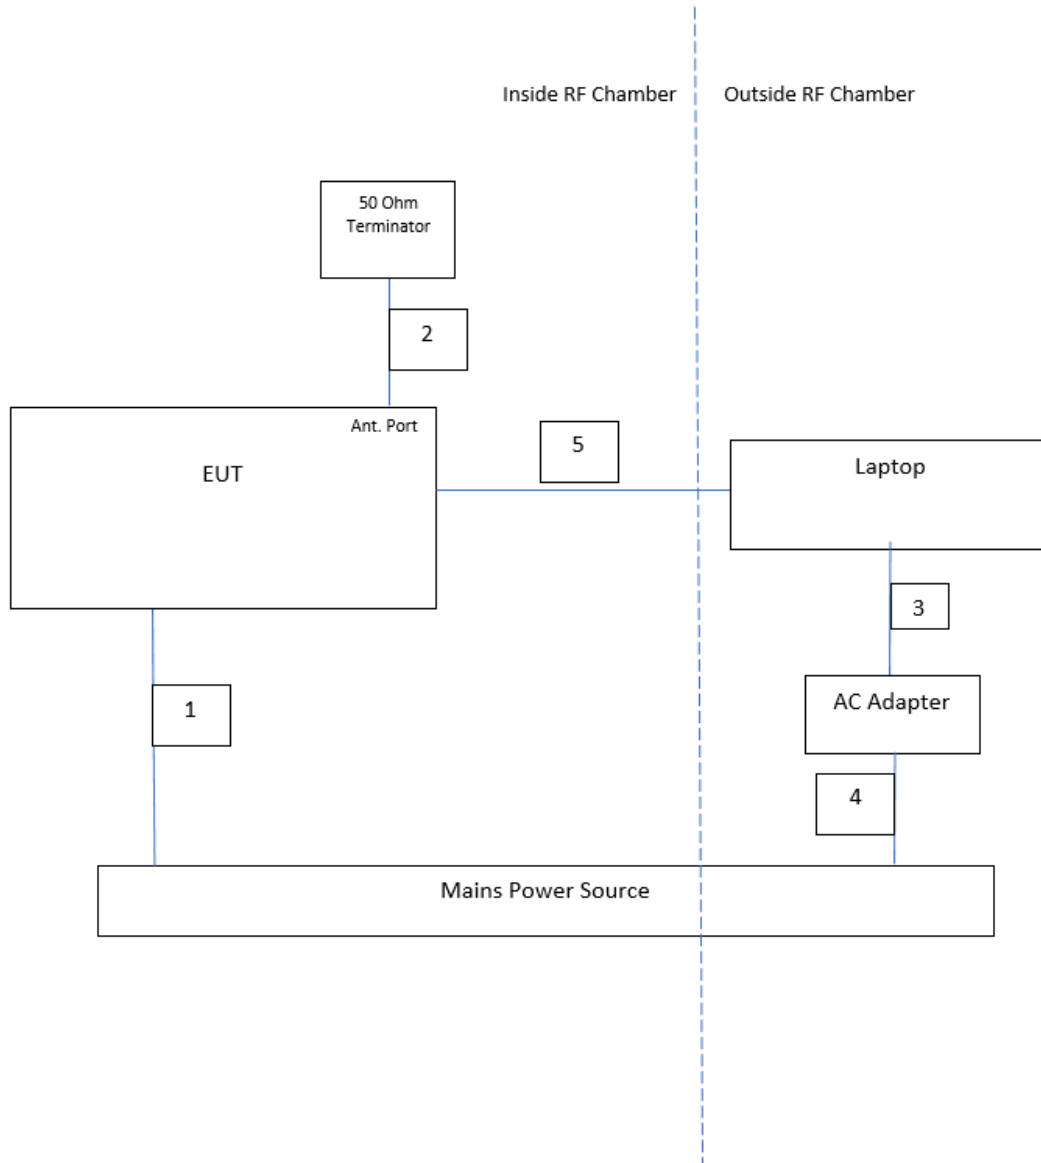 Inside RF Chamber
Outside RF Chamber
50 Ohm
Terminator
2
Ant. Port
EUT
5
Laptop
3
1
AC Adapter
4
Mains Power Source